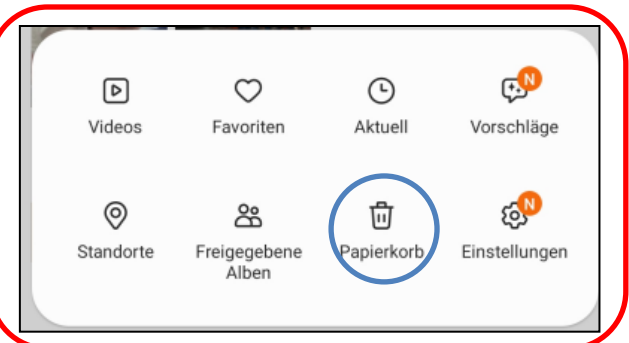 N
N
Videos Favoriten Aktuell Vorschläge
Standorte Freigegebene Papierkorb Einstellungen
Alben